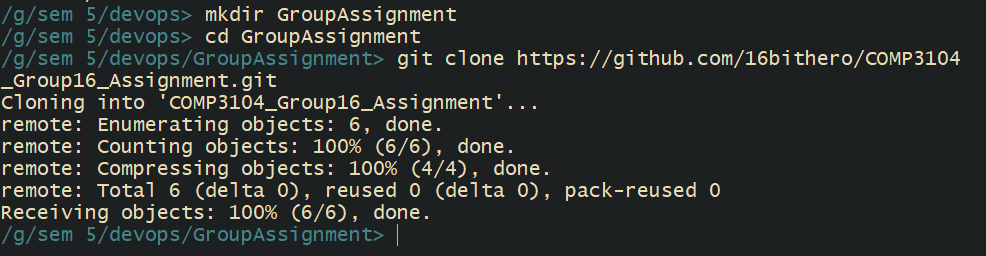 /g/sem 5/devops> mkdir GroupAssignment
/g/sem 5/devops> cd GroupAssignment
/g/sem 5/devops/GroupAssignment> git clone https://github.com/16bithero/COMP3104
_Group16_Assignment.git
Cloning into 'COMP3104_Group16_Assignment'...
remote: Enumerating objects: 6, done.
remote: Counting objects: 100% (6/6), done.
remote: Compressing objects: 100% (4/4), done.
remote: Total 6 (delta 0), reused 0 (delta 0), pack-reused 0
Receiving objects: 100% (6/6), done.
/g/sem 5/devops/GroupAssignment>